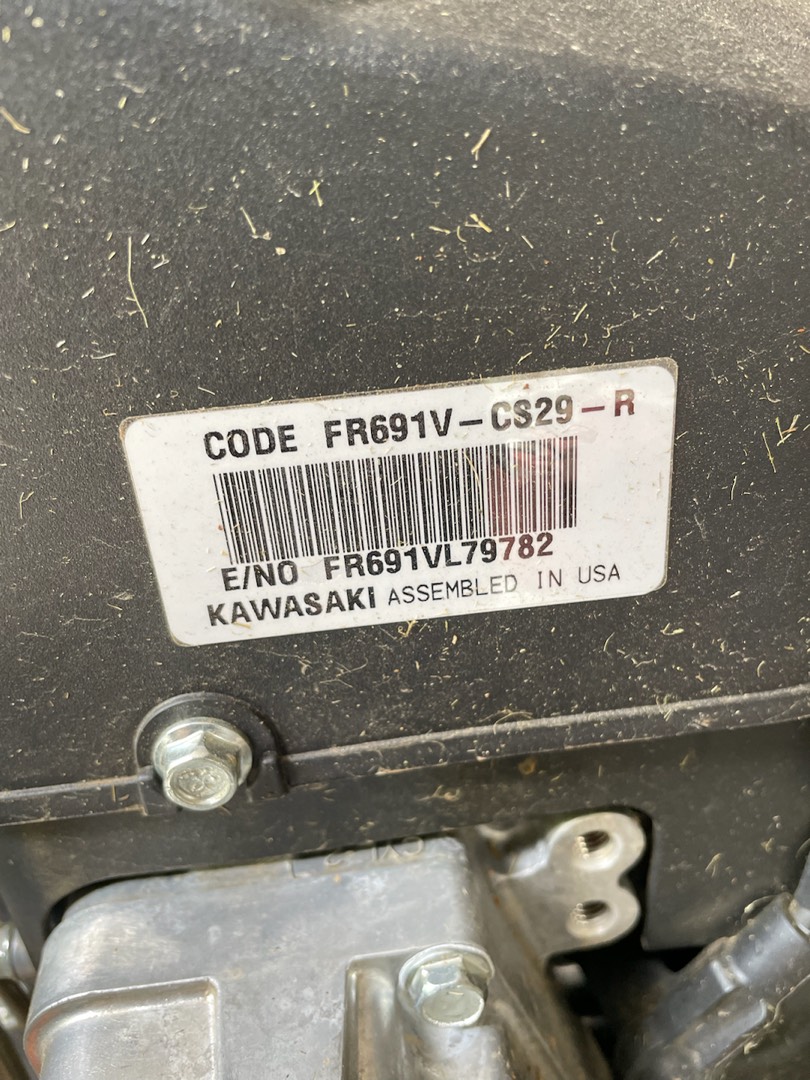 CODE FR691V-CS29-R
E/NO FR691VL79782
KAWASAKI ASSEMBLED IN USA